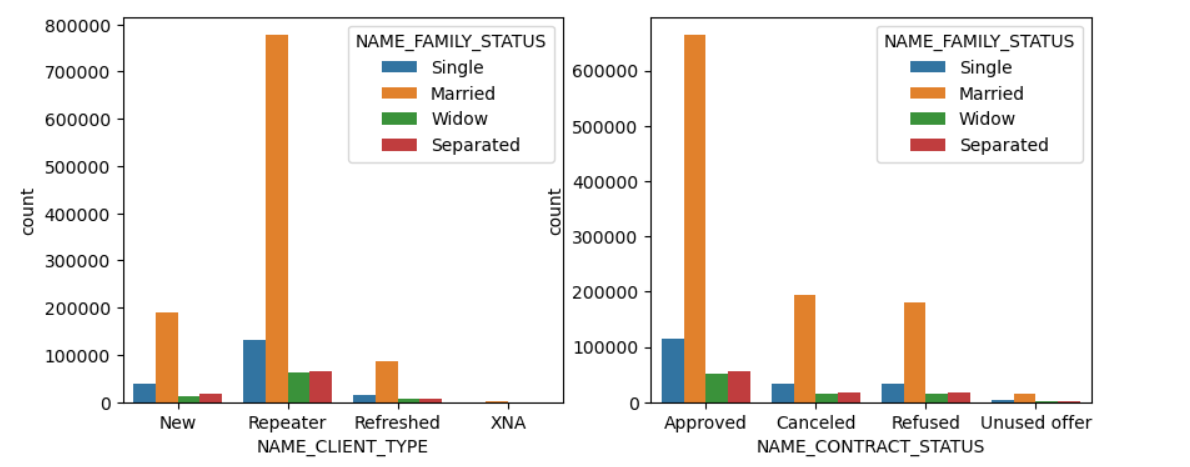 800000
700000
600000
500000
400000
300000
200000
100000
0
count
NAME_FAMILY_STATUS
Single
Married
Widow
Separated
New Repeater Refreshed XNA
NAME_CLIENT_TYPE
600000
500000
400000
300000
200000
100000
0
count
NAME_FAMILY_STATUS
Single
Married
Widow
Separated
Approved Canceled Refused Unused offer
NAME_CONTRACT_STATUS